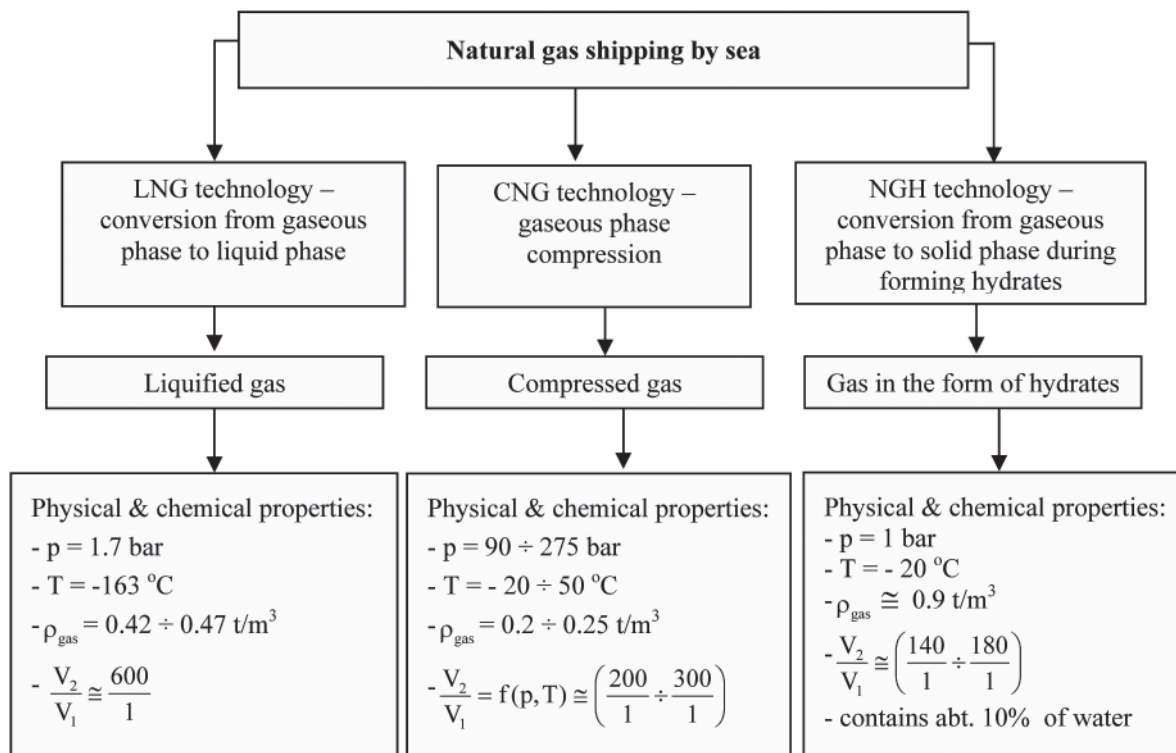 Natural gas shipping by sea
LNG technology –
conversion from gaseous
phase to liquid phase
CNG technology –
gaseous phase
compression
NGH technology –
conversion from gaseous
phase to solid phase during
forming hydrates
Liquified gas
Compressed gas
Gas in the form of hydrates
Physical & chemical properties:
- p = 1.7 bar
- T = -163 °C
-ρgas = 0.42 ÷ 0.47 t/m³
- V₂/V₁ ≅ 600/1
Physical & chemical properties:
- p = 90 ÷ 275 bar
- T = - 20 ÷ 50 °C
-ρgas = 0.2 ÷ 0.25 t/m³
-V₂/V₁ = f(p,T) ≅ (200/1 ÷ 300/1)
Physical & chemical properties:
- p = 1 bar
- T = - 20 °C
-ρgas ≅ 0.9 t/m³
-V₂/V₁ ≅ (140/1 ÷ 180/1)
- contains abt. 10% of water